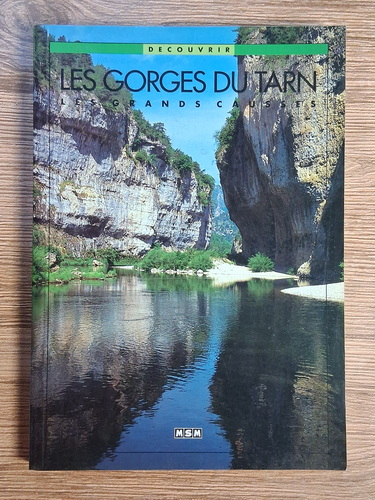 DECOUVRIR
LES GORGES DU TARN
LES GRANDS CAUSSES
MSM